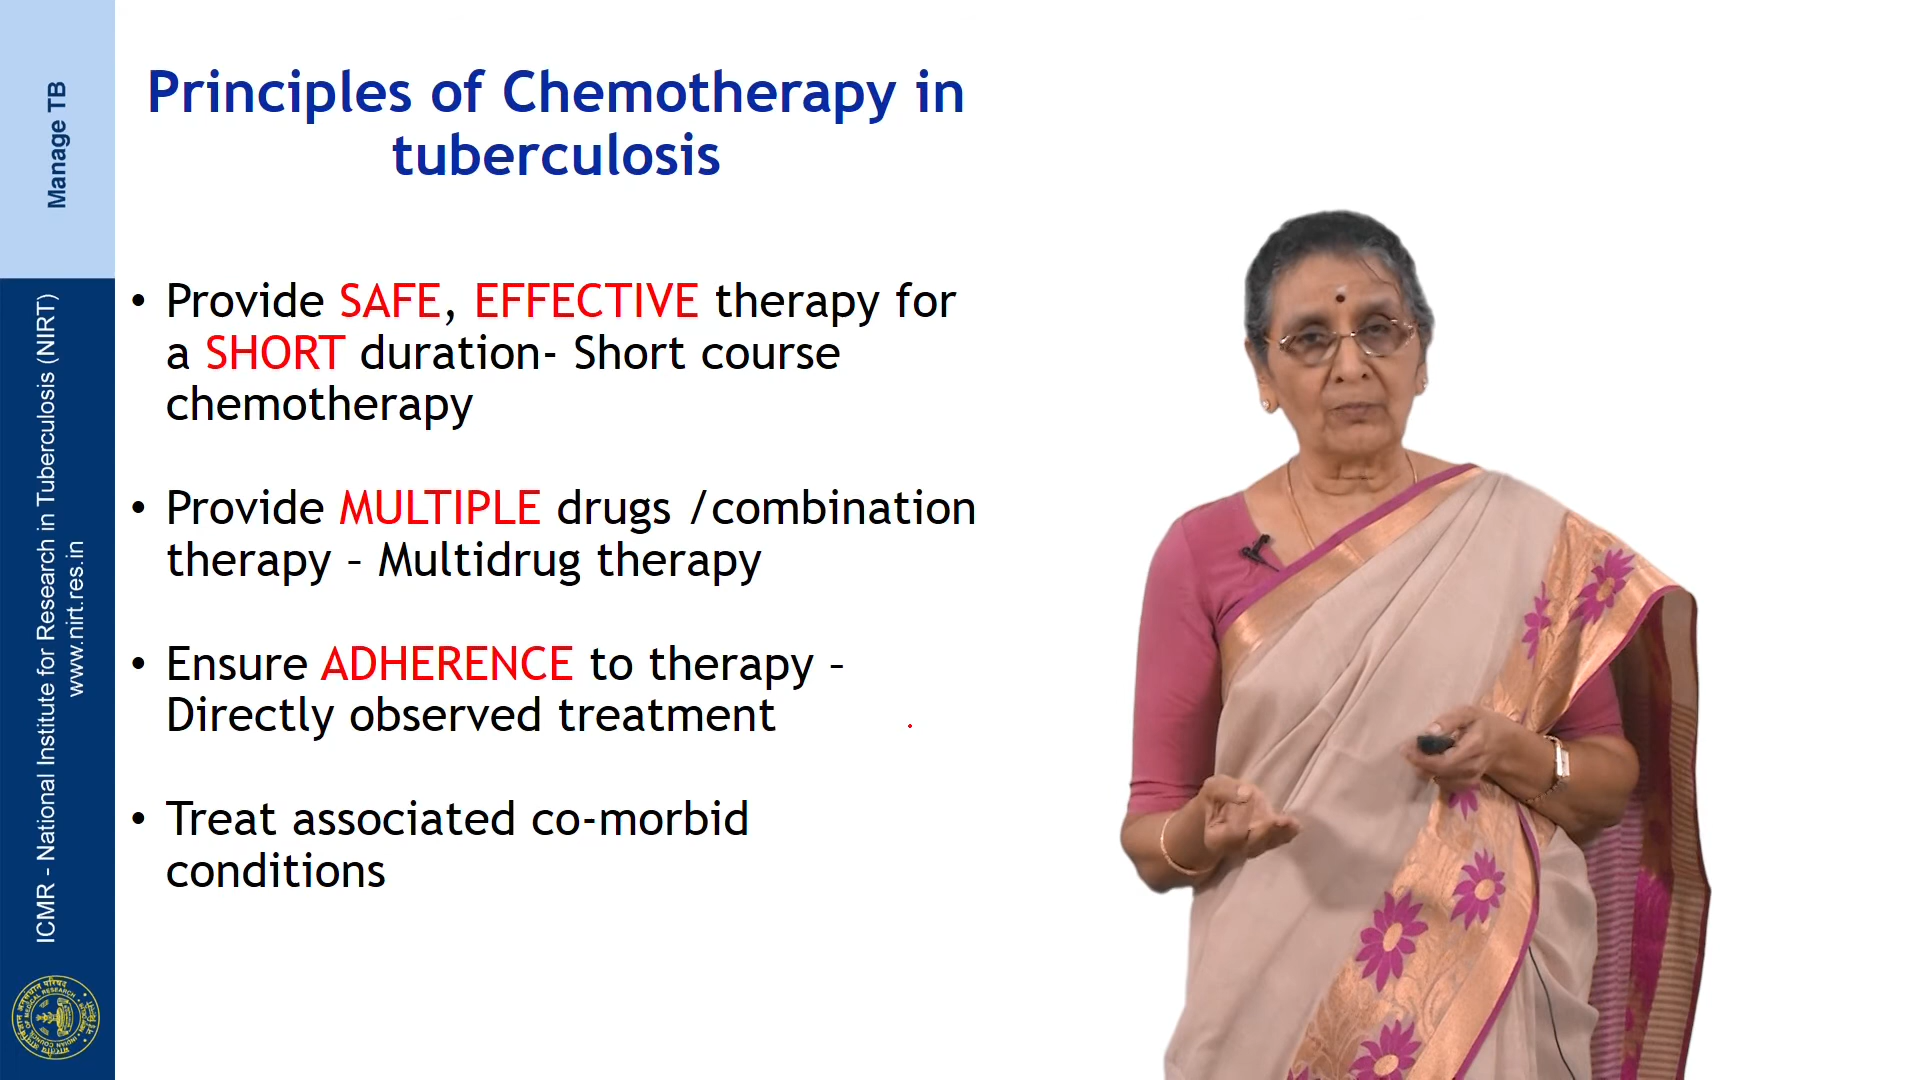 Manage TB
ICMR - National Institute for Research in Tuberculosis (NIRT)
www.nirt.res.in
Principles of Chemotherapy in
tuberculosis
• Provide SAFE, EFFECTIVE therapy for
a SHORT duration- Short course
chemotherapy
• Provide MULTIPLE drugs /combination
therapy – Multidrug therapy
• Ensure ADHERENCE to therapy –
Directly observed treatment
• Treat associated co-morbid
conditions